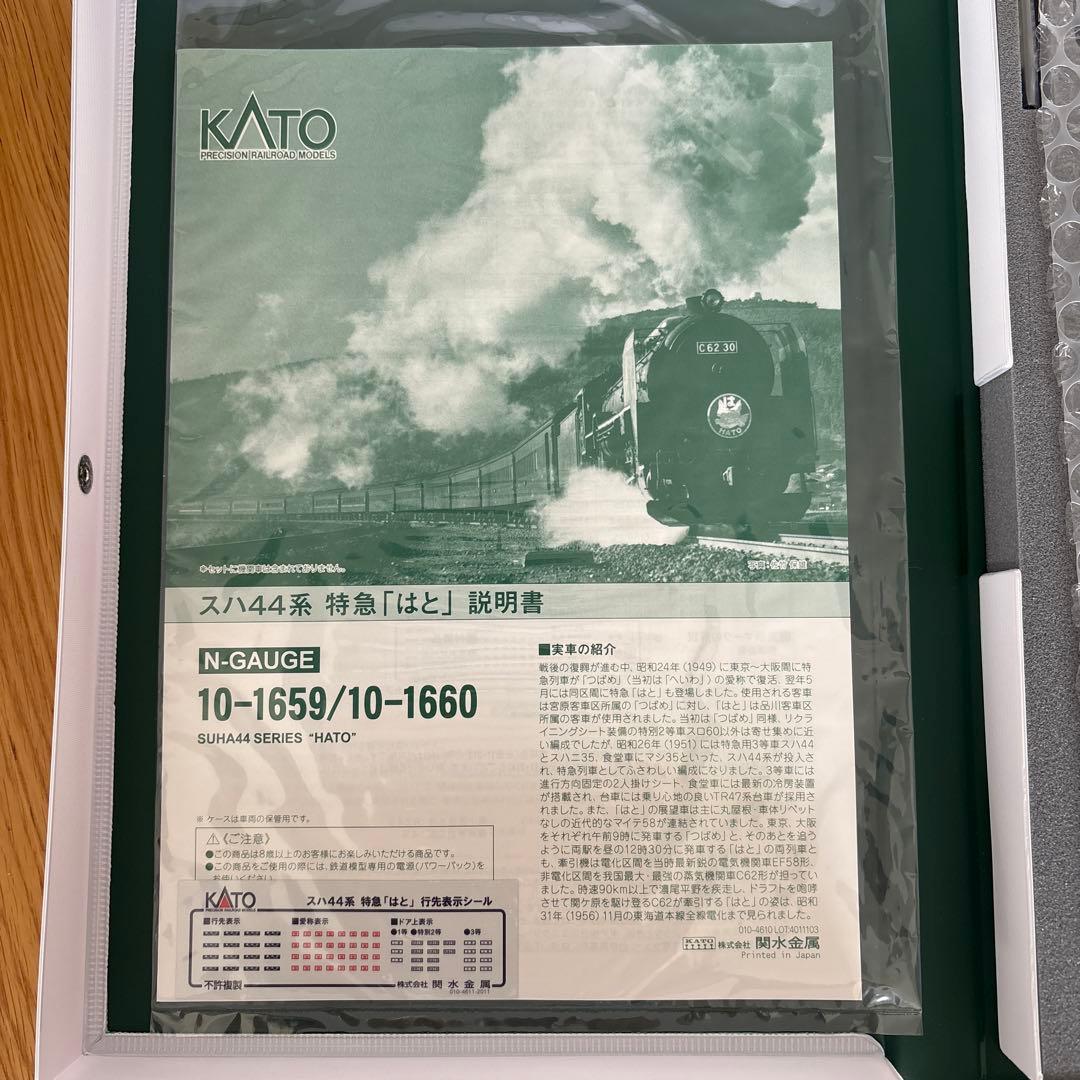 KATO
PRECISION RAILROAD MODELS
C62 30
HATO
＊セットに機関車は含まれておりません。
写真：佐竹 保雄
スハ44系 特急「はと」 説明書
N-GAUGE
10-1659/10-1660
SUHA44 SERIES “HATO”
■実車の紹介
戦後の復興が進む中、昭和24年（1949）に東京～大阪間に特
急列車が「つばめ」（当初は「へいわ」）の愛称で復活、翌年5
月には同区間に特急「はと」も登場しました。使用される客車
は宮原客車区所属の「つばめ」に対し、「はと」は品川客車区
所属の客車が使用されました。当初は「つばめ」同様、リクラ
イニングシート装備の特別2等車スロ60以外は寄せ集めに近
い編成でしたが、昭和26年（1951）には特急用3等車スハ44
とスハニ35、食堂車にマシ35といった、スハ44系が投入さ
れ、特急列車としてふさわしい編成になりました。3等車には
進行方向固定の2人掛けシート、食堂車には最新の冷房装置
が搭載され、台車には乗り心地の良いTR47系台車が採用さ
れました。また、「はと」の展望車は主に丸屋根・車体リベット
なしの近代的なマイテ58が連結されていました。東京、大阪
をそれぞれ午前9時に発車する「つばめ」と、そのあとを追う
ように両駅を昼の12時30分に発車する「はと」の両列車と
も、牽引機は電化区間を当時最新鋭の電気機関車EF58形、
非電化区間を我国最大・最強の蒸気機関車C62形が担ってい
ました。時速90km以上で濃尾平野を疾走し、ドラフトを咆哮
させて関ケ原を駆け登るC62が牽引する「はと」の姿は、昭和
31年（1956）11月の東海道本線全線電化まで見られました。
010-4610 LOT:4011103
KATO 株式会社 関水金属
Printed in Japan
※ ケースは車両の保管用です。
⚠《ご注意》
●この商品は8歳以上のお客様にお楽しみいただける商品です。
●この商品をご使用の際には、鉄道模型専用の電源（パワーパック）を
お使いください。
KATO
PRECISION RAILROAD MODELS
スハ44系 特急「はと」 行先表示シール
■行先表示 ■愛称表示 ■ドア上表示
●1等 ●特別2等 ●3等
不許複製
株式会社 関水金属
010-4611-2011